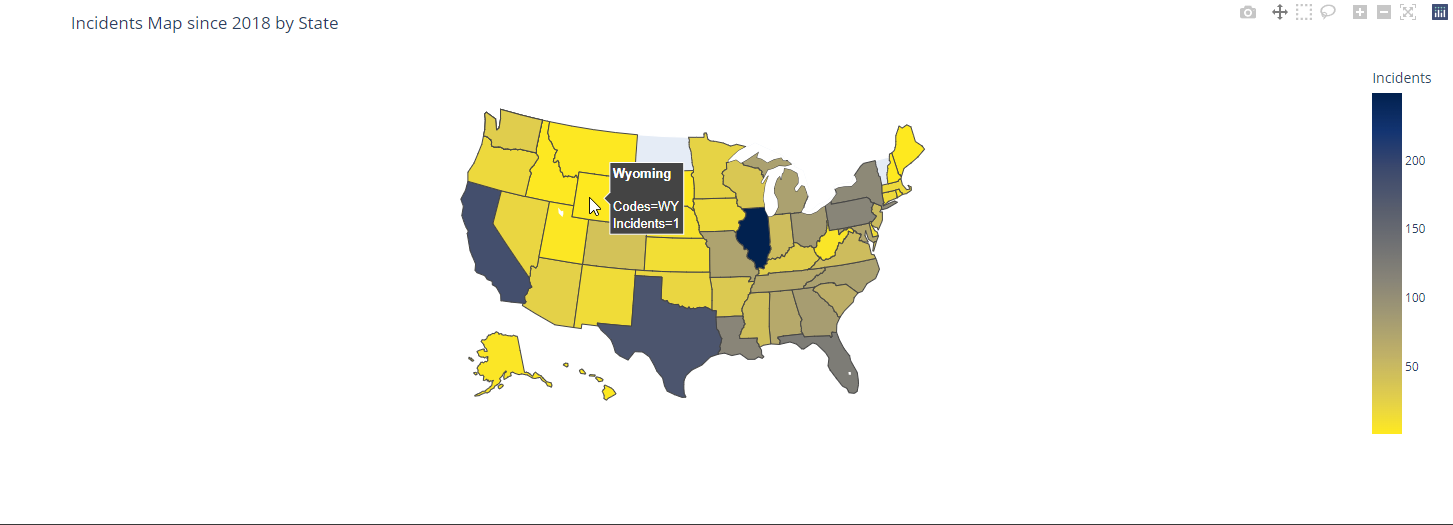 Incidents Map since 2018 by State
Incidents
Wyoming
Codes=WY
Incidents=1
200
150
100
50